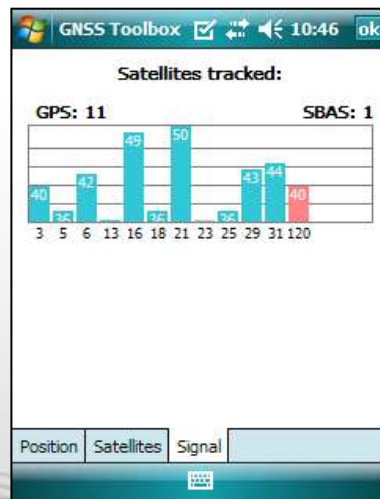 GNSS Toolbox 10:46 ok
Satellites tracked:
GPS: 11 SBAS: 1
40 36 42 49 36 50 36 43 44 40
3 5 6 13 16 18 21 23 25 29 31 120
Position Satellites Signal